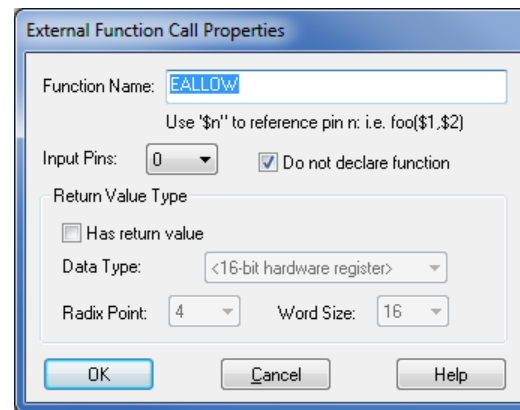 External Function Call Properties
Function Name: EALLOW
Use '$n'' to reference pin n: i.e. foo($1,$2)
Input Pins: 0 Do not declare function
Return Value Type
Has return value
Data Type: <16-bit hardware register>
Radix Point: 4 Word Size: 16
OK Cancel Help